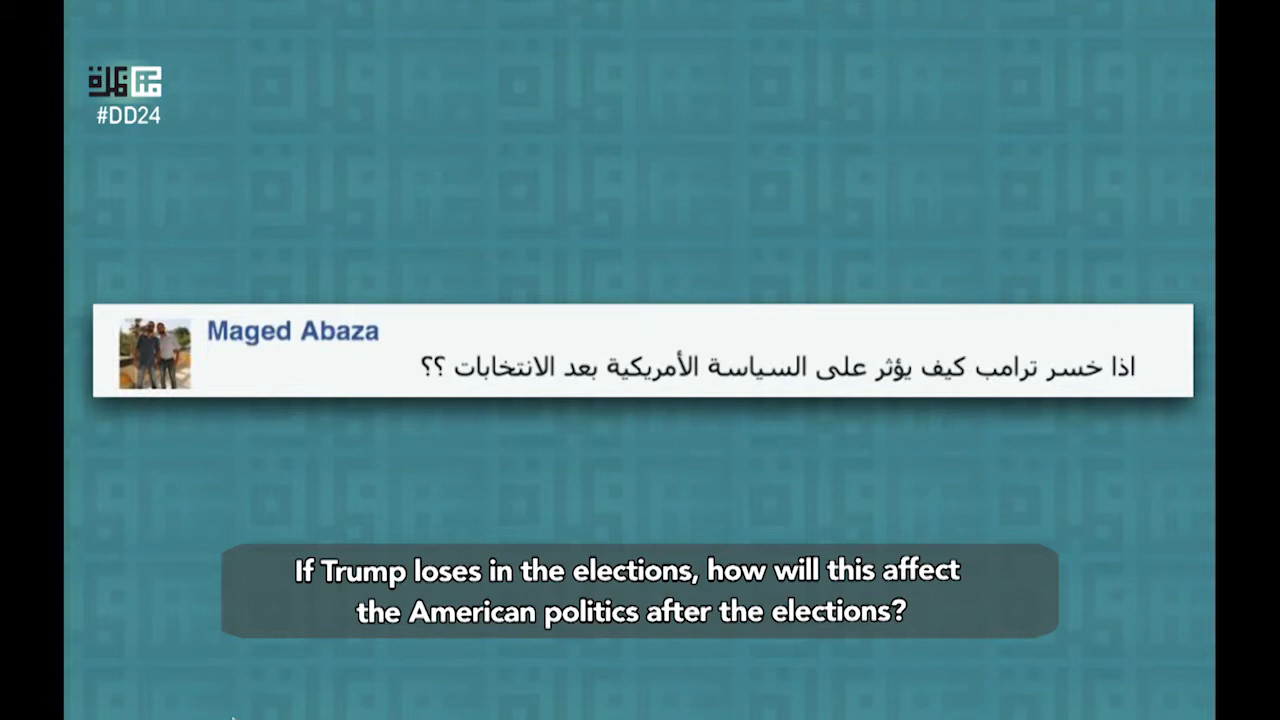 #DD24
Maged Abaza
اذا خسر ترامب كيف يؤثر على السياسة الأمريكية بعد الانتخابات ؟؟
If Trump loses in the elections, how will this affect
the American politics after the elections?